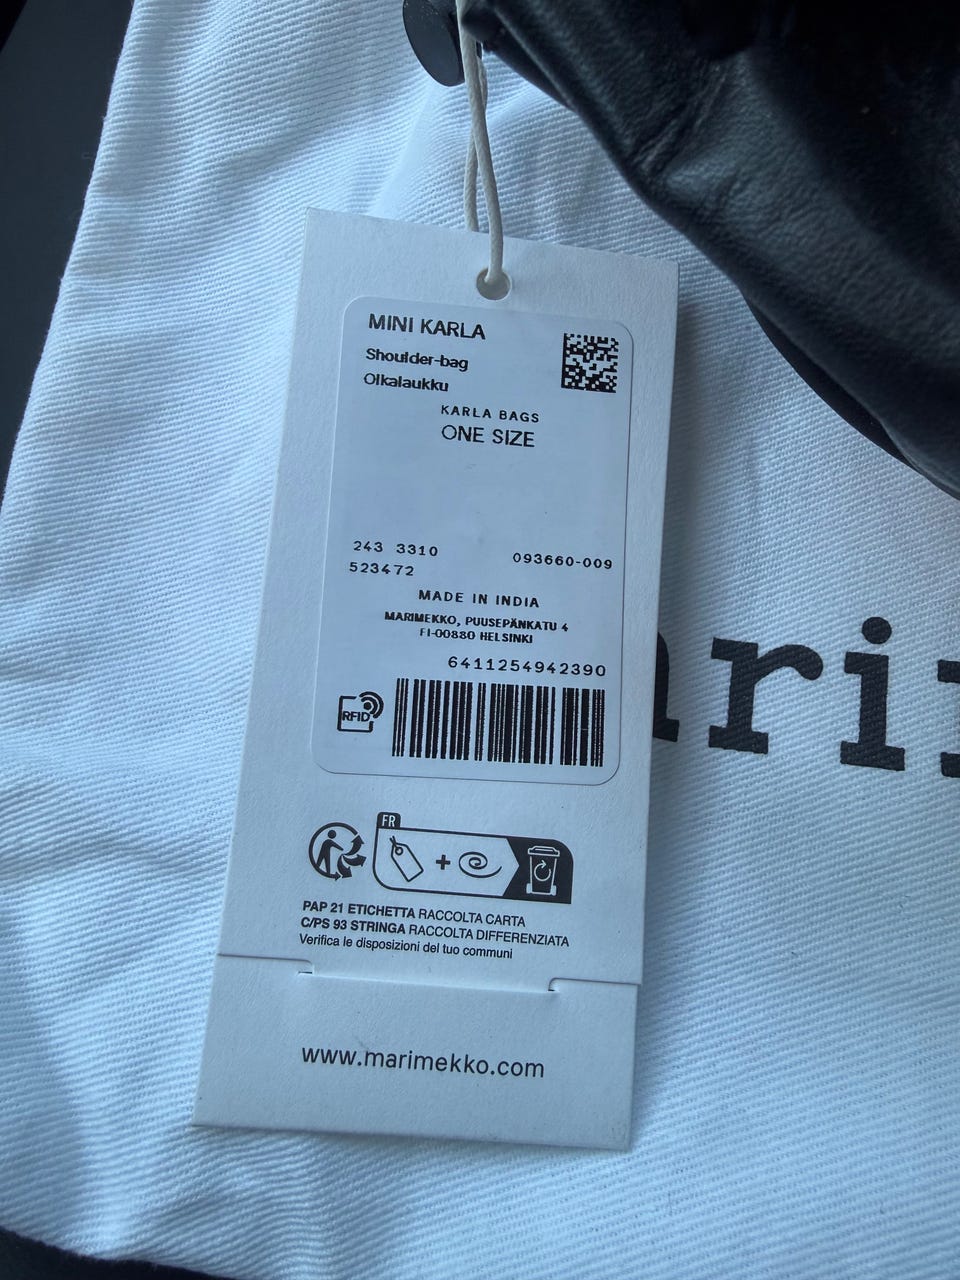 MINI KARLA
Shoulder-bag
Olkalaukku
KARLA BAGS
ONE SIZE
243 3310 093660-009
523472
MADE IN INDIA
MARIMEKKO, PUUSEPÄNKATU 4
FI-00880 HELSINKI
6411254942390
RFID
FR
PAP 21 ETICHETTA RACCOLTA CARTA
C/PS 93 STRINGA RACCOLTA DIFFERENZIATA
Verifica le disposizioni del tuo communi
www.marimekko.com